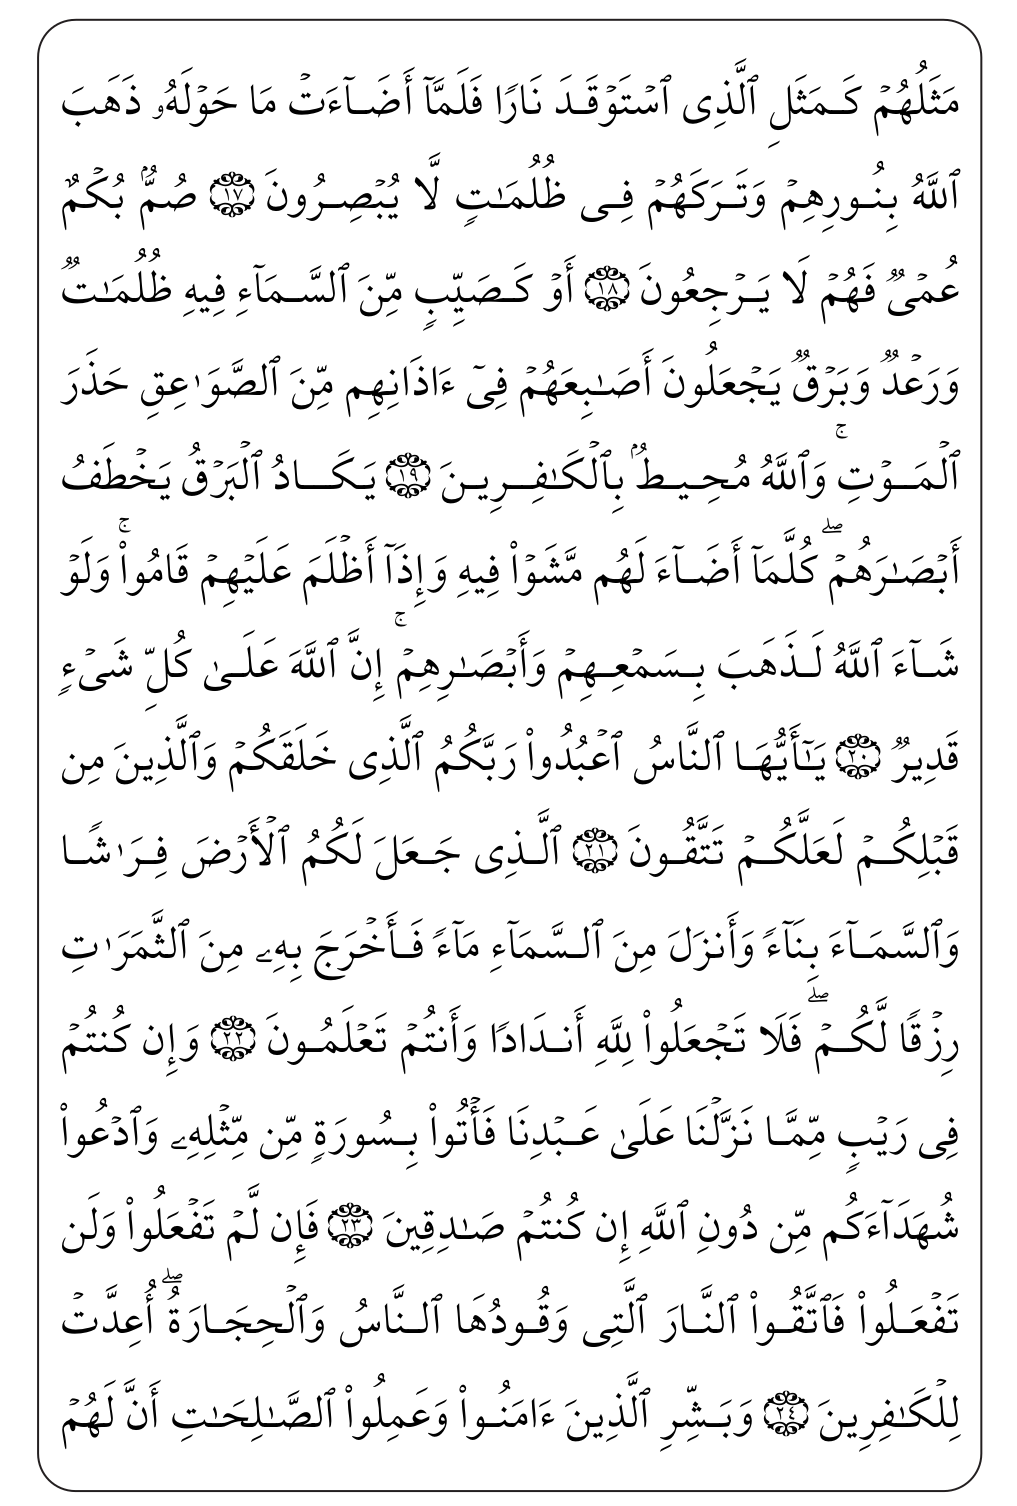 مَثَلُهُمۡ كَمَثَلِ ٱلَّذِى ٱسۡتَوۡقَدَ نَارًا فَلَمَّآ أَضَآءَتۡ مَا حَوۡلَهُۥ ذَهَبَ
ٱللَّهُ بِنُورِهِمۡ وَتَرَكَهُمۡ فِى ظُلُمَـٰتٍ لَّا يُبۡصِرُونَ ١٧ صُمُّۢ بُكۡمٌ
عُمۡىٌ فَهُمۡ لَا يَرۡجِعُونَ ١٨ أَوۡ كَصَيِّبٍ مِّنَ ٱلسَّمَآءِ فِيهِ ظُلُمَـٰتٌ
وَرَعۡدٌ وَبَرۡقٌ يَجۡعَلُونَ أَصَـٰبِعَهُمۡ فِىٓ ءَاذَانِهِم مِّنَ ٱلصَّوَٰعِقِ حَذَرَ
ٱلۡمَوۡتِۚ وَٱللَّهُ مُحِيطُۢ بِٱلۡكَـٰفِرِينَ ١٩ يَكَادُ ٱلۡبَرۡقُ يَخۡطَفُ
أَبۡصَـٰرَهُمۡۖ كُلَّمَآ أَضَآءَ لَهُم مَّشَوۡا۟ فِيهِ وَإِذَآ أَظۡلَمَ عَلَيۡهِمۡ قَامُوا۟ۚ وَلَوۡ
شَآءَ ٱللَّهُ لَذَهَبَ بِسَمۡعِهِمۡ وَأَبۡصَـٰرِهِمۡۚ إِنَّ ٱللَّهَ عَلَىٰ كُلِّ شَىۡءٍ
قَدِيرٌ ٢٠ يَـٰٓأَيُّهَا ٱلنَّاسُ ٱعۡبُدُوا۟ رَبَّكُمُ ٱلَّذِى خَلَقَكُمۡ وَٱلَّذِينَ مِن
قَبۡلِكُمۡ لَعَلَّكُمۡ تَتَّقُونَ ٢١ ٱلَّذِى جَعَلَ لَكُمُ ٱلۡأَرۡضَ فِرَٰشًا
وَٱلسَّمَآءَ بِنَآءً وَأَنزَلَ مِنَ ٱلسَّمَآءِ مَآءً فَأَخۡرَجَ بِهِۦ مِنَ ٱلثَّمَرَٰتِ
رِزۡقًا لَّكُمۡۖ فَلَا تَجۡعَلُوا۟ لِلَّهِ أَندَادًا وَأَنتُمۡ تَعۡلَمُونَ ٢٢ وَإِن كُنتُمۡ
فِى رَيۡبٍ مِّمَّا نَزَّلۡنَا عَلَىٰ عَبۡدِنَا فَأۡتُوا۟ بِسُورَةٍ مِّن مِّثۡلِهِۦ وَٱدۡعُوا۟
شُهَدَآءَكُم مِّن دُونِ ٱللَّهِ إِن كُنتُمۡ صَـٰدِقِينَ ٢٣ فَإِن لَّمۡ تَفۡعَلُوا۟ وَلَن
تَفۡعَلُوا۟ فَٱتَّقُوا۟ ٱلنَّارَ ٱلَّتِى وَقُودُهَا ٱلنَّاسُ وَٱلۡحِجَارَةُۖ أُعِدَّتۡ
لِلۡكَـٰفِرِينَ ٢٤ وَبَشِّرِ ٱلَّذِينَ ءَامَنُوا۟ وَعَمِلُوا۟ ٱلصَّـٰلِحَـٰتِ أَنَّ لَهُمۡ